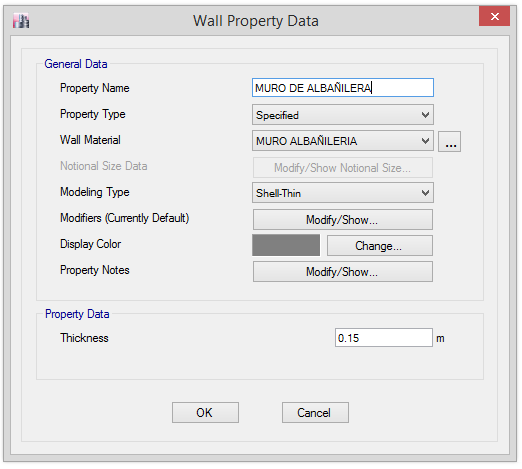 Wall Property Data
General Data
Property Name MURO DE ALBAÑILERA
Property Type Specified
Wall Material MURO ALBAÑILERIA ...
Notional Size Data Modify/Show Notional Size...
Modeling Type Shell-Thin
Modifiers (Currently Default) Modify/Show...
Display Color Change...
Property Notes Modify/Show...
Property Data
Thickness 0.15 m
OK Cancel